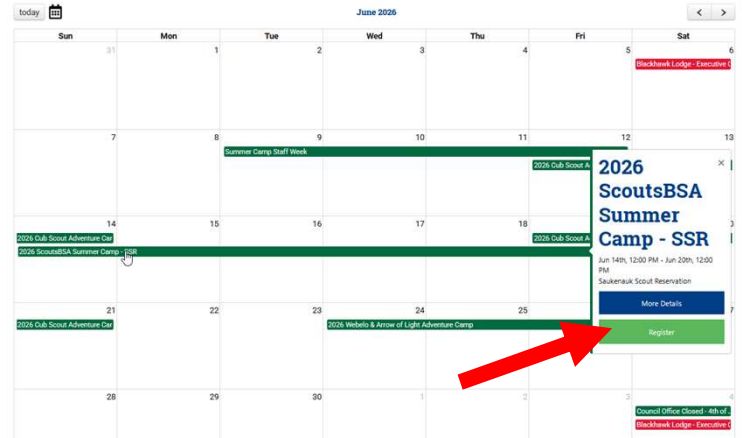 today
June 2026
Sun Mon Tue Wed Thu Fri Sat
31 1 2 3 4 5 6
Blackhawk Lodge - Executive C
7 8 9 10 11 12 13
Summer Camp Staff Week
2026 Cub Scout A
14 15 16 17 18
2026 Cub Scout Adventure Car
2026 Cub Scout A
2026 ScoutsBSA Summer Camp - SSR
21 22 23 24 25
2026 Cub Scout Adventure Car
2026 Webelo & Arrow of Light Adventure Camp
28 29 30 1 2 3 4
Council Office Closed - 4th of
Blackhawk Lodge - Executive C
2026
ScoutsBSA
Summer
Camp - SSR
Jun 14th, 12:00 PM - Jun 20th, 12:00
PM
Saukenauk Scout Reservation
More Details
Register